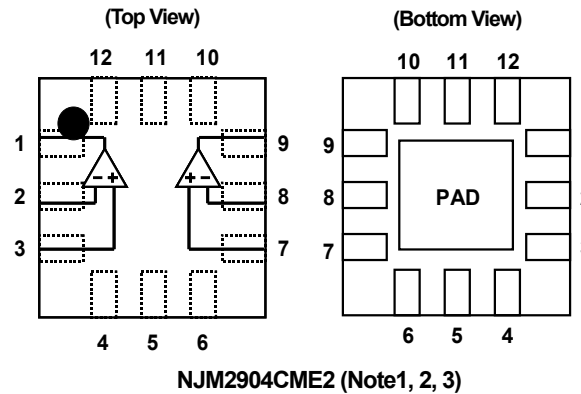 (Top View) (Bottom View)
12 11 10 10 11 12
1 9 9
2 - + + - 8 8 PAD
3 7 7
4 5 6 6 5 4
NJM2904CME2 (Note1, 2, 3)